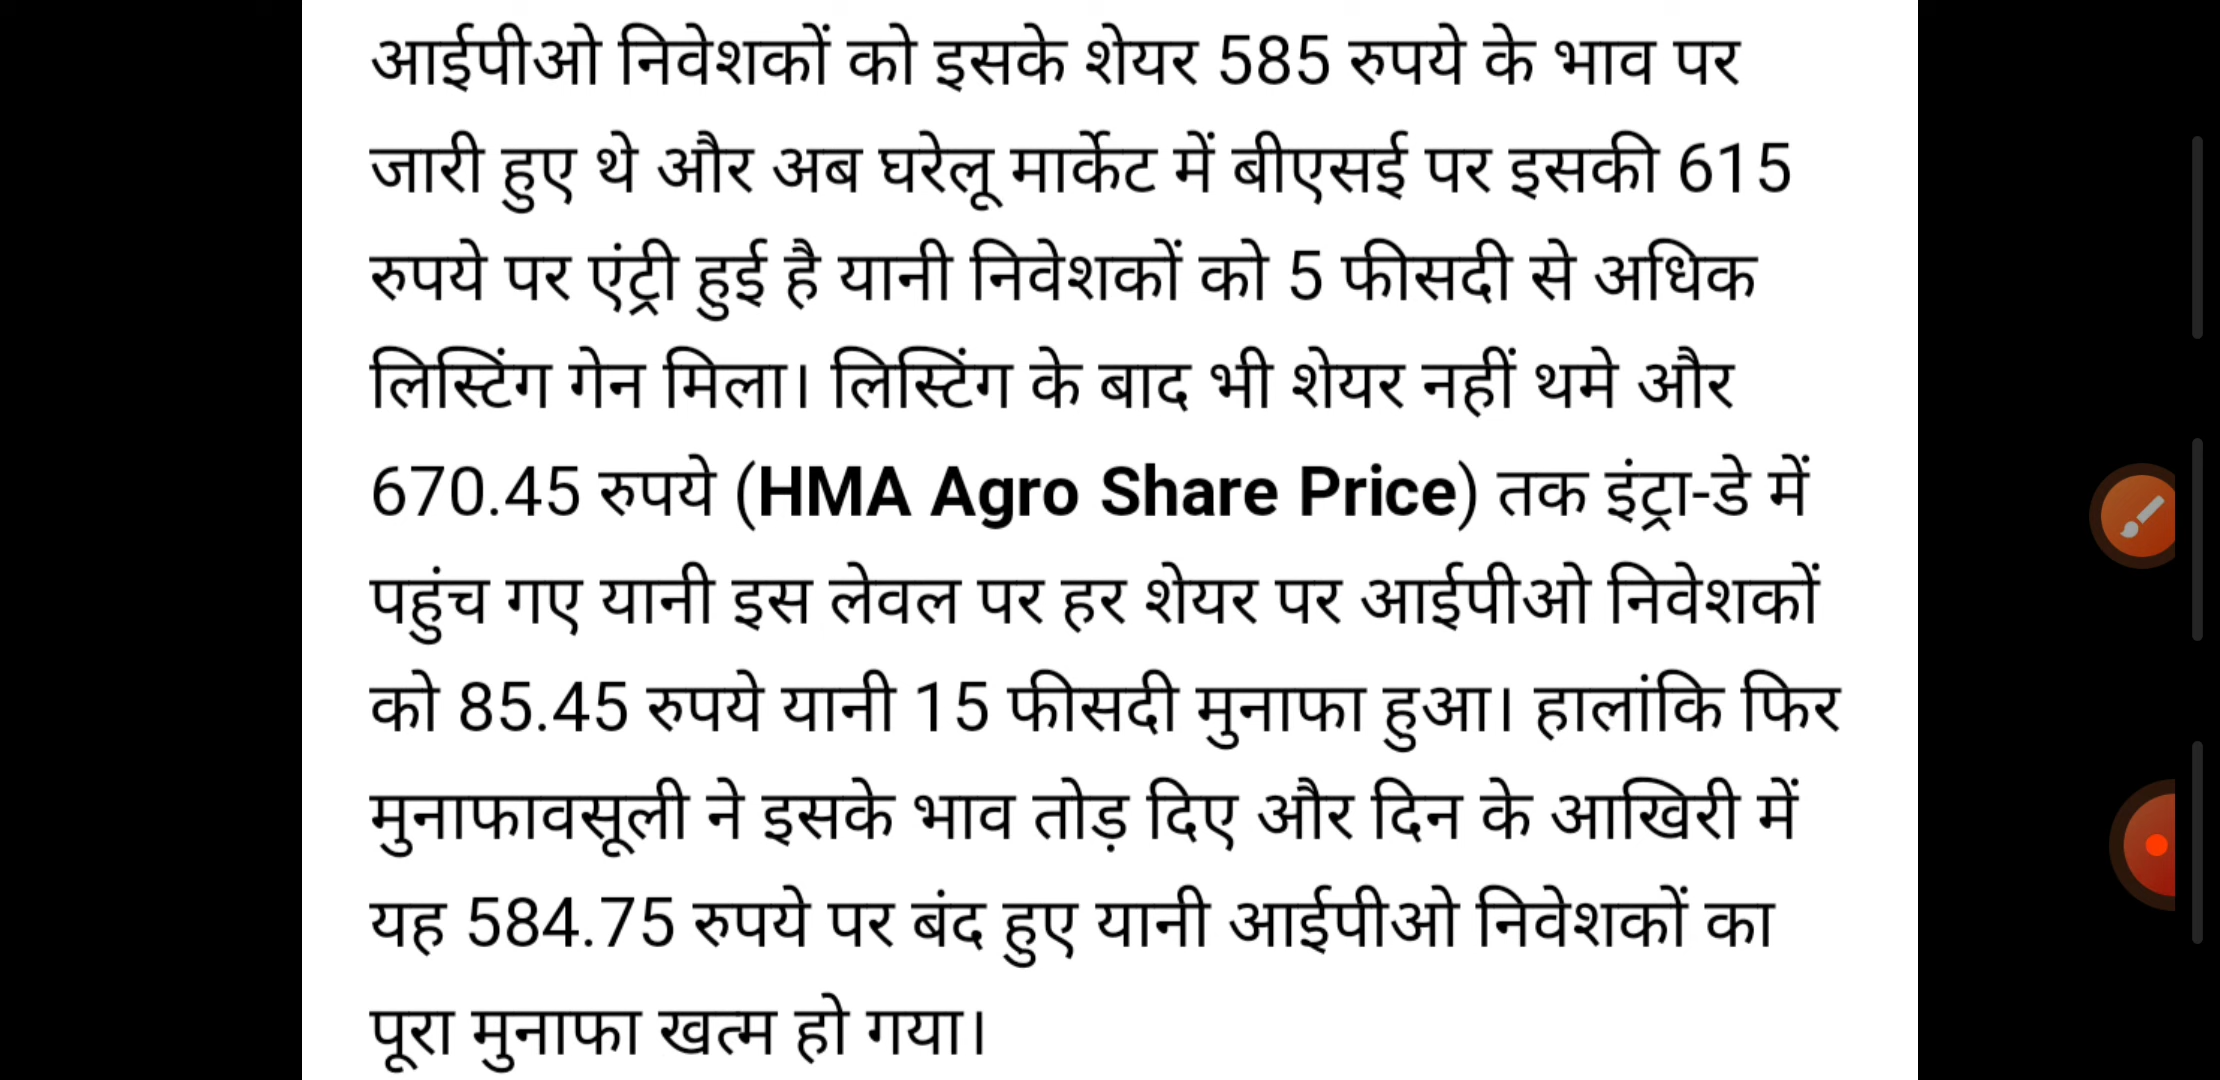 आईपीओ निवेशकों को इसके शेयर 585 रुपये के भाव पर
जारी हुए थे और अब घरेलू मार्केट में बीएसई पर इसकी 615
रुपये पर एंट्री हुई है यानी निवेशकों को 5 फीसदी से अधिक
लिस्टिंग गेन मिला। लिस्टिंग के बाद भी शेयर नहीं थमे और
670.45 रुपये (HMA Agro Share Price) तक इंट्रा-डे में
पहुंच गए यानी इस लेवल पर हर शेयर पर आईपीओ निवेशकों
को 85.45 रुपये यानी 15 फीसदी मुनाफा हुआ। हालांकि फिर
मुनाफावसूली ने इसके भाव तोड़ दिए और दिन के आखिरी में
यह 584.75 रुपये पर बंद हुए यानी आईपीओ निवेशकों का
पूरा मुनाफा खत्म हो गया।